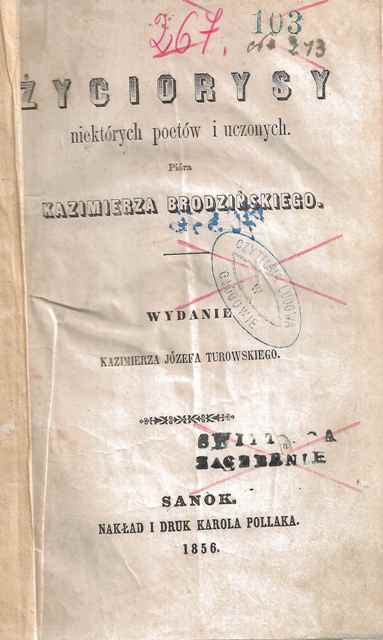 267.
103
213
ŻYCIORYSY
niektórych poetów i uczonych.
Pióra
KAZIMIERZA BRODZIŃSKIEGO.
WYDANIE
KAZIMIERZA JÓZEFA TUROWSKIEGO.
SANOK.
NAKŁAD I DRUK KAROLA POLLAKA.
1856.